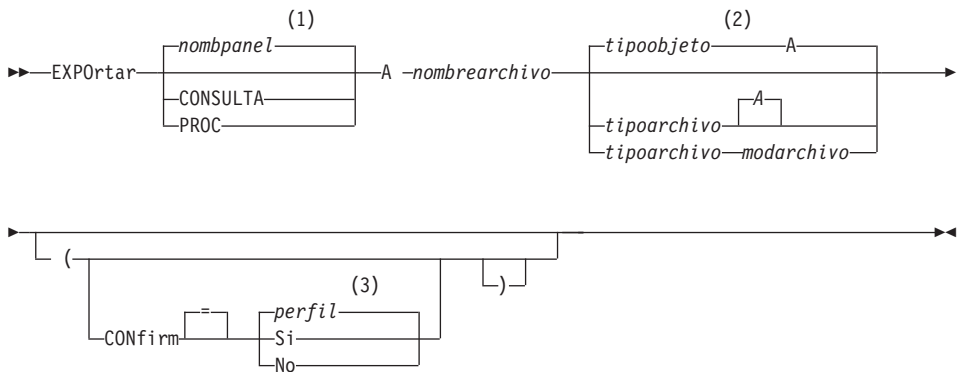 (1) (2)
nombpanel tipoobjeto A
EXPOrtar A nombrearchivo
CONSULTA A
PROC tipoarchivo
tipoarchivo modarchivo
(
)
(3)
= perfil
CONfirm Si
No